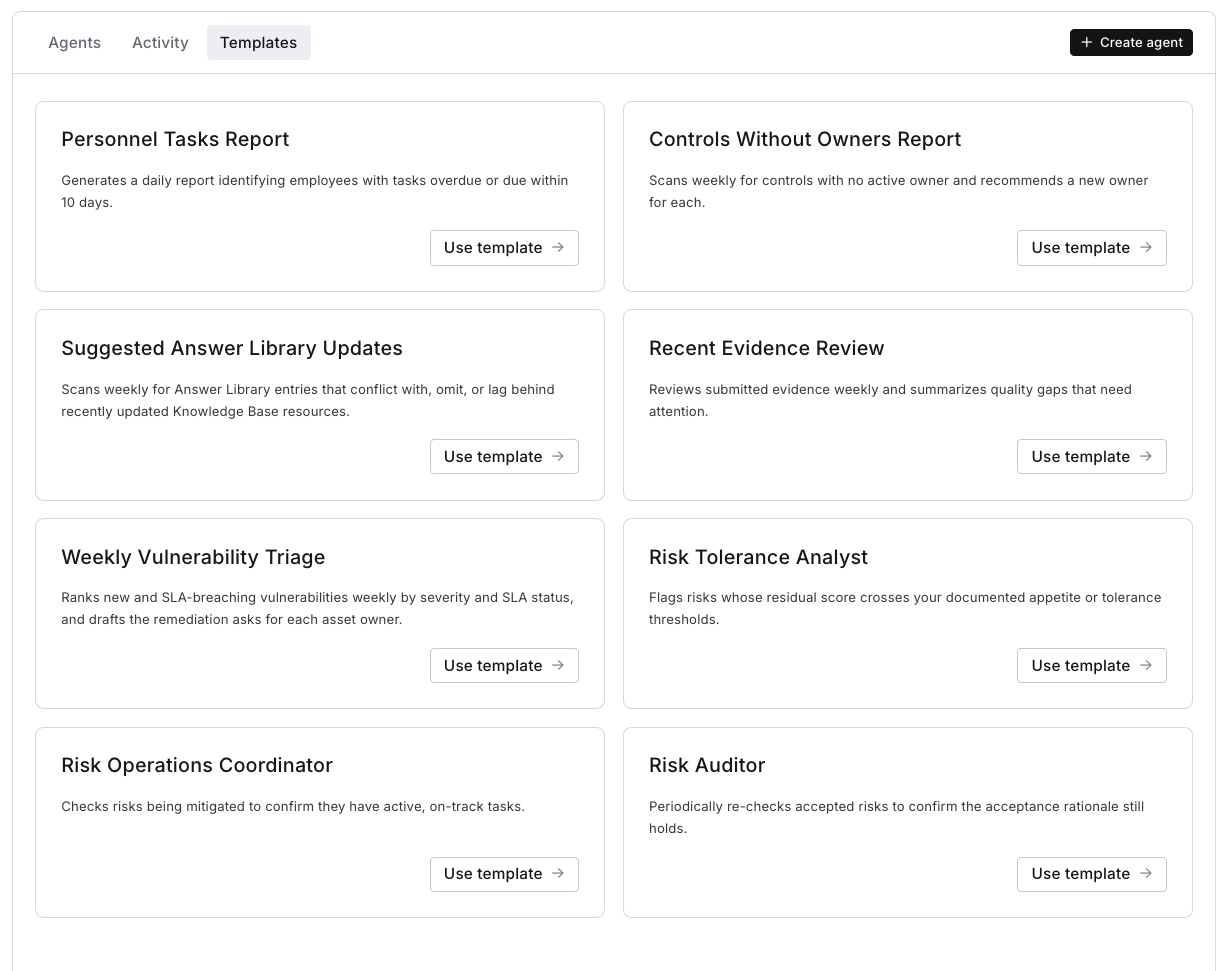 Agents
Activity
Templates
+ Create agent
Personnel Tasks Report
Generates a daily report identifying employees with tasks overdue or due within
10 days.
Use template →
Controls Without Owners Report
Scans weekly for controls with no active owner and recommends a new owner
for each.
Use template →
Suggested Answer Library Updates
Scans weekly for Answer Library entries that conflict with, omit, or lag behind
recently updated Knowledge Base resources.
Use template →
Recent Evidence Review
Reviews submitted evidence weekly and summarizes quality gaps that need
attention.
Use template →
Weekly Vulnerability Triage
Ranks new and SLA-breaching vulnerabilities weekly by severity and SLA status,
and drafts the remediation asks for each asset owner.
Use template →
Risk Tolerance Analyst
Flags risks whose residual score crosses your documented appetite or tolerance
thresholds.
Use template →
Risk Operations Coordinator
Checks risks being mitigated to confirm they have active, on-track tasks.
Use template →
Risk Auditor
Periodically re-checks accepted risks to confirm the acceptance rationale still
holds.
Use template →